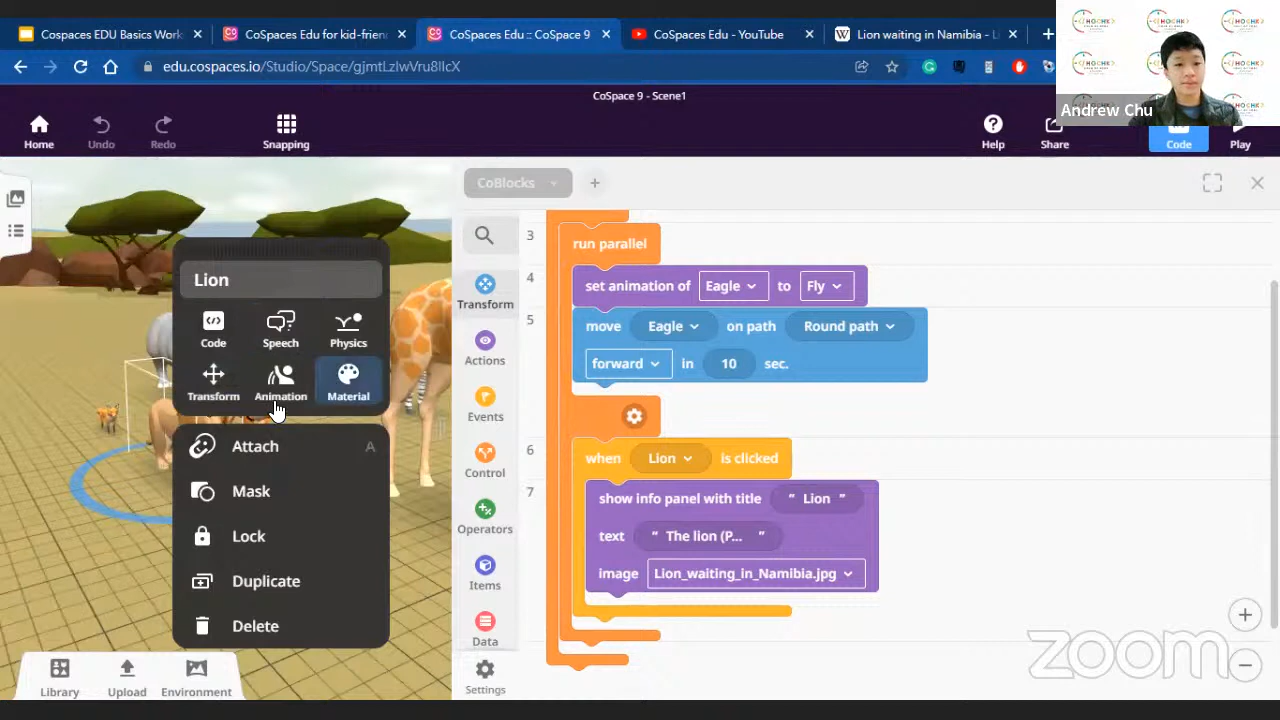 Cospaces EDU Basics Work
CoSpaces Edu for kid-frien
CoSpaces Edu :: CoSpace 9
CoSpaces Edu - YouTube
Lion waiting in Namibia - L
edu.cospaces.io/Studio/Space/gjmtLzlwVru8lIcX
HOCHK
Andrew Chu
CoSpace 9 - Scene1
Home
Undo
Redo
Snapping
Help
Share
Code
Play
CoBlocks
Lion
Code
Speech
Physics
Transform
Animation
Material
Attach
A
Mask
Lock
Duplicate
Delete
Library
Upload
Environment
Transform
Actions
Events
Control
Operators
Items
Data
Settings
3
run parallel
4
set animation of Eagle to Fly
5
move Eagle on path Round path
forward in 10 sec.
6
when Lion is clicked
7
show info panel with title " Lion "
text " The lion (P... "
image Lion_waiting_in_Namibia.jpg
zoom